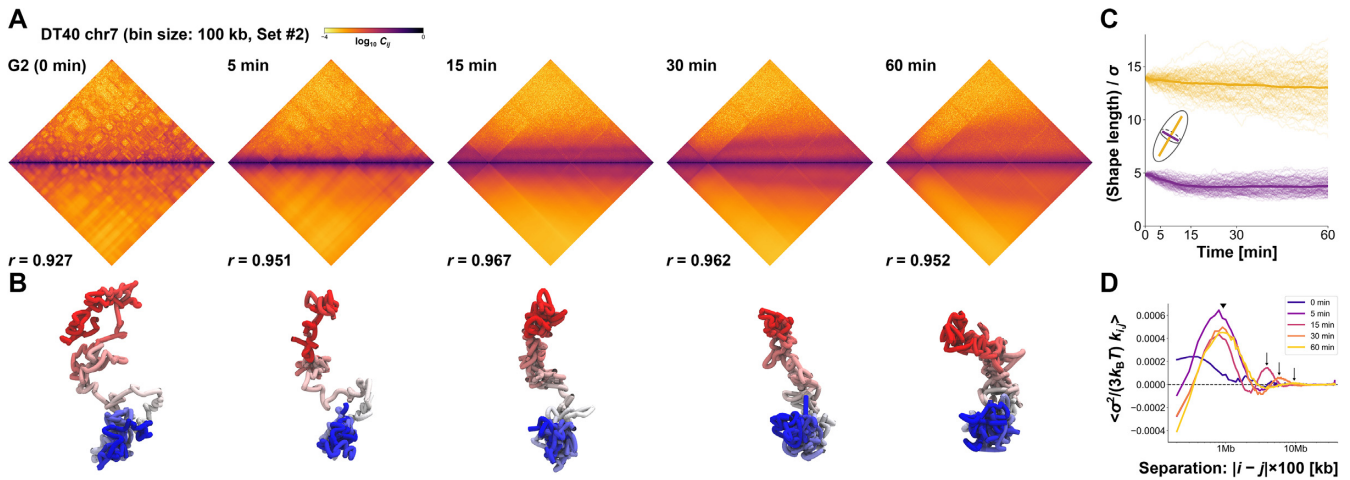 A
DT40 chr7 (bin size: 100 kb, Set #2)
−4
0
log₁₀ Cᵢⱼ
G2 (0 min)
5 min
15 min
30 min
60 min
r = 0.927
r = 0.951
r = 0.967
r = 0.962
r = 0.952
B
C
(Shape length) / σ
15
10
5
0
0
5
15
30
60
Time [min]
D
<σ²/(3k_BT) k_{i,j}>
0.0006
0.0004
0.0002
0.0000
−0.0002
−0.0004
0 min
5 min
15 min
30 min
60 min
1Mb
10Mb
Separation: |i − j|×100 [kb]